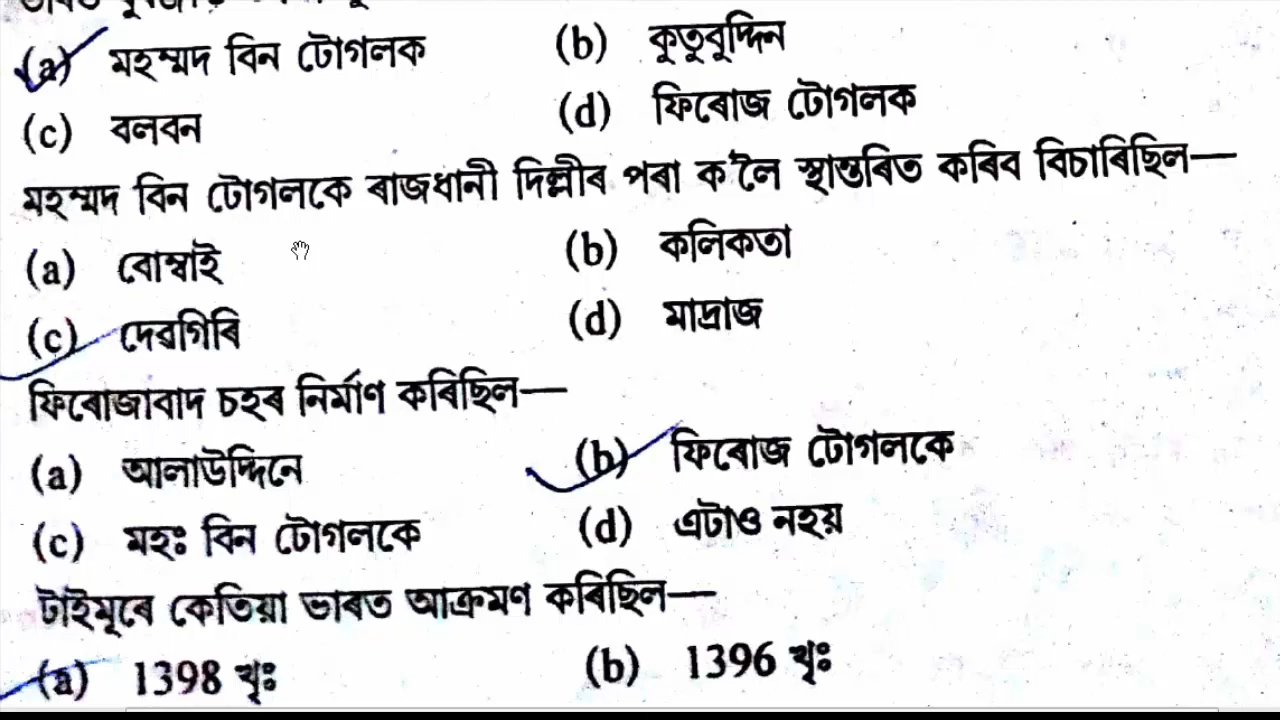 (a) মহম্মদ বিন টোগলক (b) কুতুবুদ্দিন
(c) বলবন (d) ফিৰোজ টোগলক
মহম্মদ বিন টোগলকে ৰাজধানী দিল্লীৰ পৰা ক'লৈ স্থান্তৰিত কৰিব বিচাৰিছিল—
(a) বোম্বাই (b) কলিকতা
(c) দেৱগিৰি (d) মাদ্ৰাজ
ফিৰোজাবাদ চহৰ নিৰ্মাণ কৰিছিল—
(a) আলাউদ্দিনে (b) ফিৰোজ টোগলকে
(c) মহঃ বিন টোগলকে (d) এটাও নহয়
টাইমূৰে কেতিয়া ভাৰত আক্ৰমণ কৰিছিল—
(a) 1398 খৃঃ (b) 1396 খৃঃ